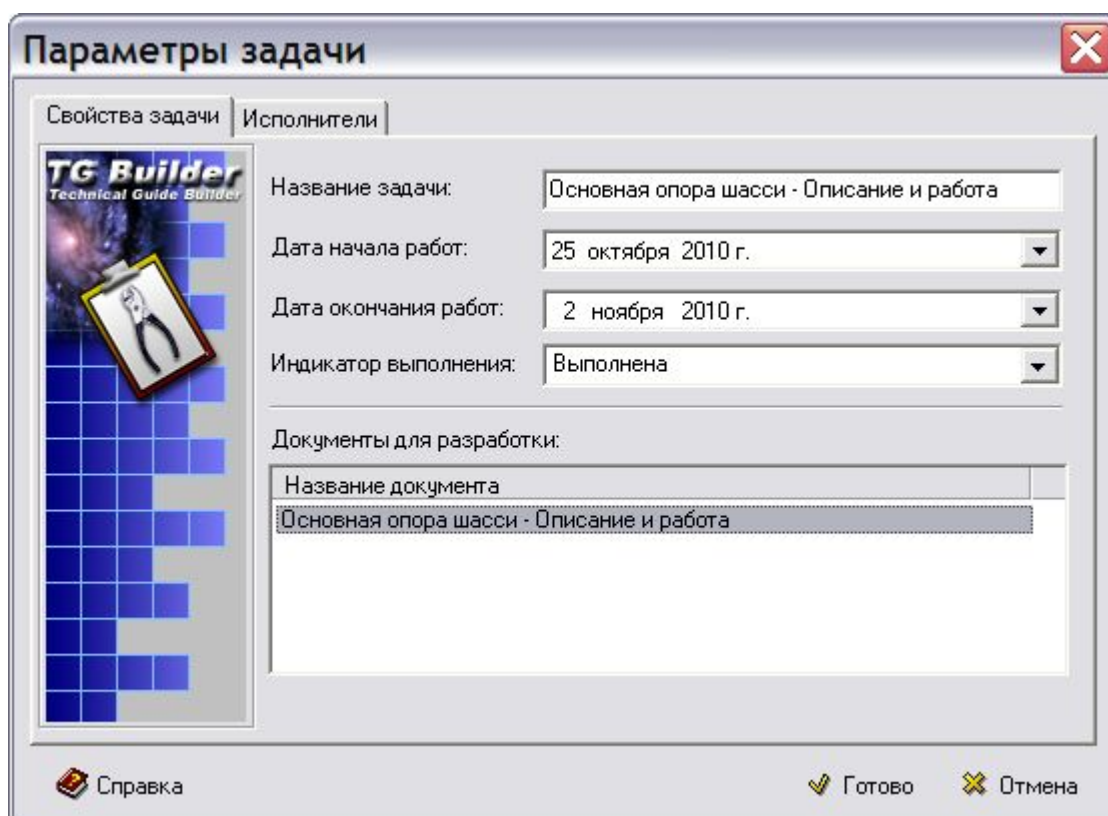 Параметры задачи
Свойства задачи
Исполнители
TG Builder
Technical Guide Builder
Название задачи:
Основная опора шасси - Описание и работа
Дата начала работ:
25 октября 2010 г.
Дата окончания работ:
2 ноября 2010 г.
Индикатор выполнения:
Выполнена
Документы для разработки:
Название документа
Основная опора шасси - Описание и работа
Справка
Готово
Отмена